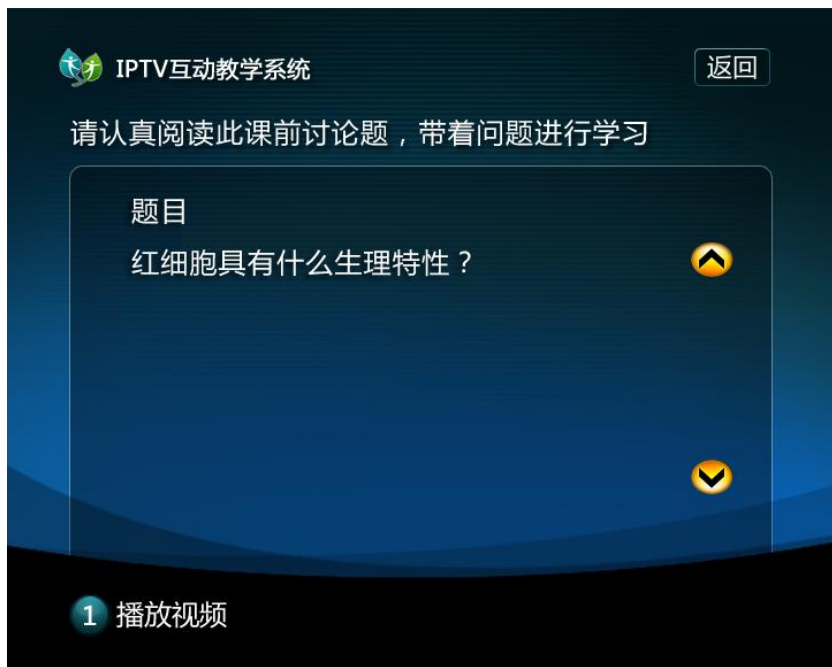 IPTV互动教学系统
返回
请认真阅读此课前讨论题，带着问题进行学习
题目
红细胞具有什么生理特性？
1 播放视频